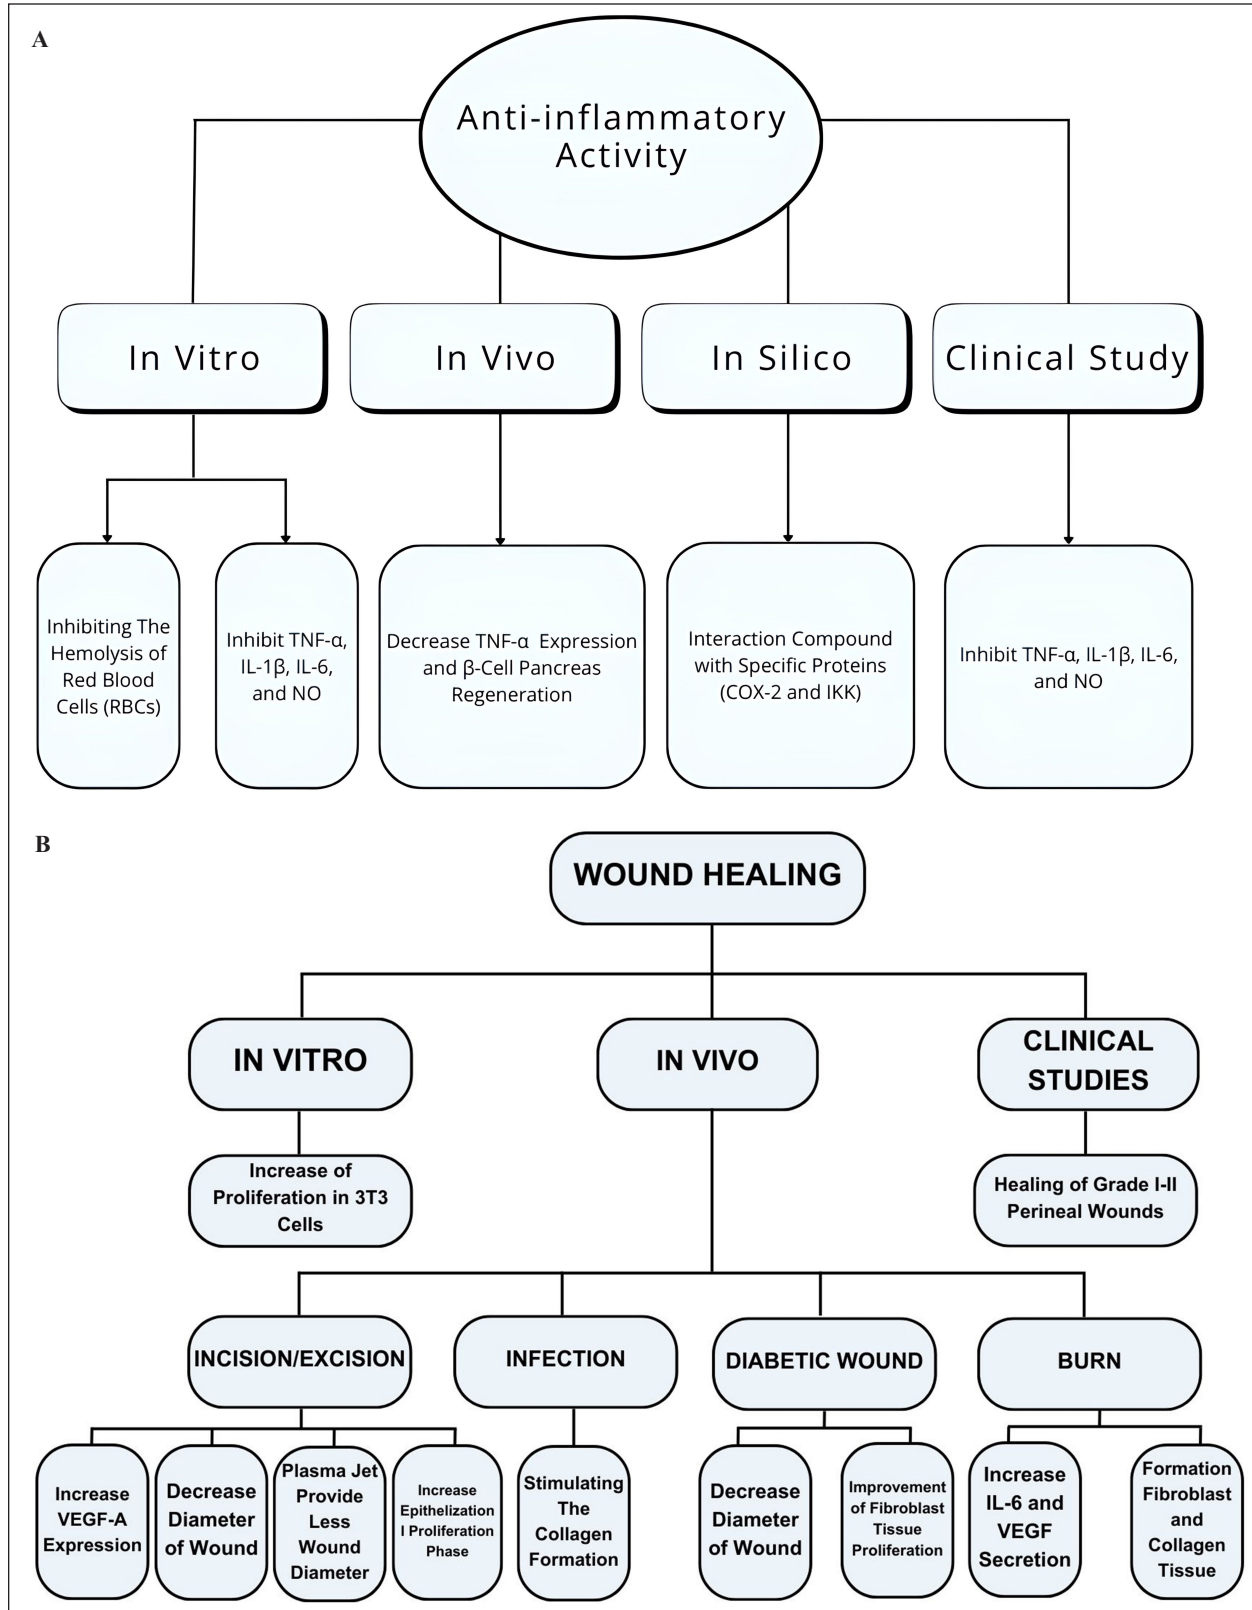 A
Anti-inflammatory
Activity
In Vitro
In Vivo
In Silico
Clinical Study
Inhibiting The
Hemolysis of
Red Blood
Cells (RBCs)
Inhibit TNF-α,
IL-1β, IL-6,
and NO
Decrease TNF-α Expression
and β-Cell Pancreas
Regeneration
Interaction Compound
with Specific Proteins
(COX-2 and IKK)
Inhibit TNF-α, IL-1β, IL-6,
and NO
B
WOUND HEALING
IN VITRO
IN VIVO
CLINICAL
STUDIES
Increase of
Proliferation in 3T3
Cells
Healing of Grade I-II
Perineal Wounds
INCISION/EXCISION
INFECTION
DIABETIC WOUND
BURN
Increase
VEGF-A
Expression
Decrease
Diameter
of Wound
Plasma Jet
Provide
Less
Wound
Diameter
Increase
Epithelization
I Proliferation
Phase
Stimulating
The
Collagen
Formation
Decrease
Diameter
of Wound
Improvement
of Fibroblast
Tissue
Proliferation
Increase
IL-6 and
VEGF
Secretion
Formation
Fibroblast
and
Collagen
Tissue